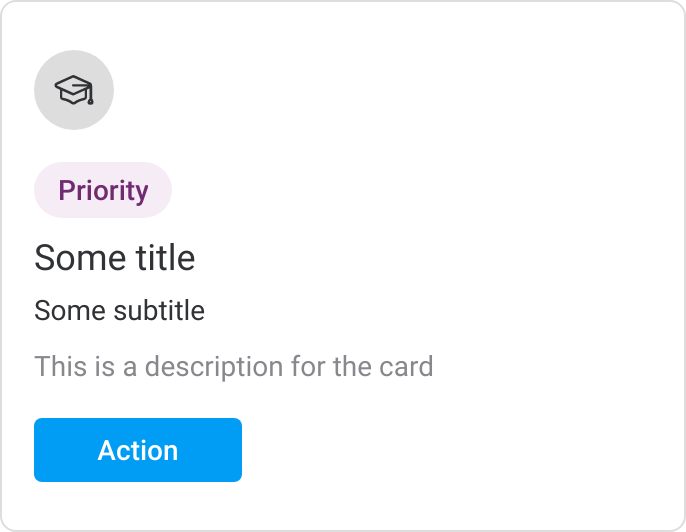 Priority
Some title
Some subtitle
This is a description for the card
Action